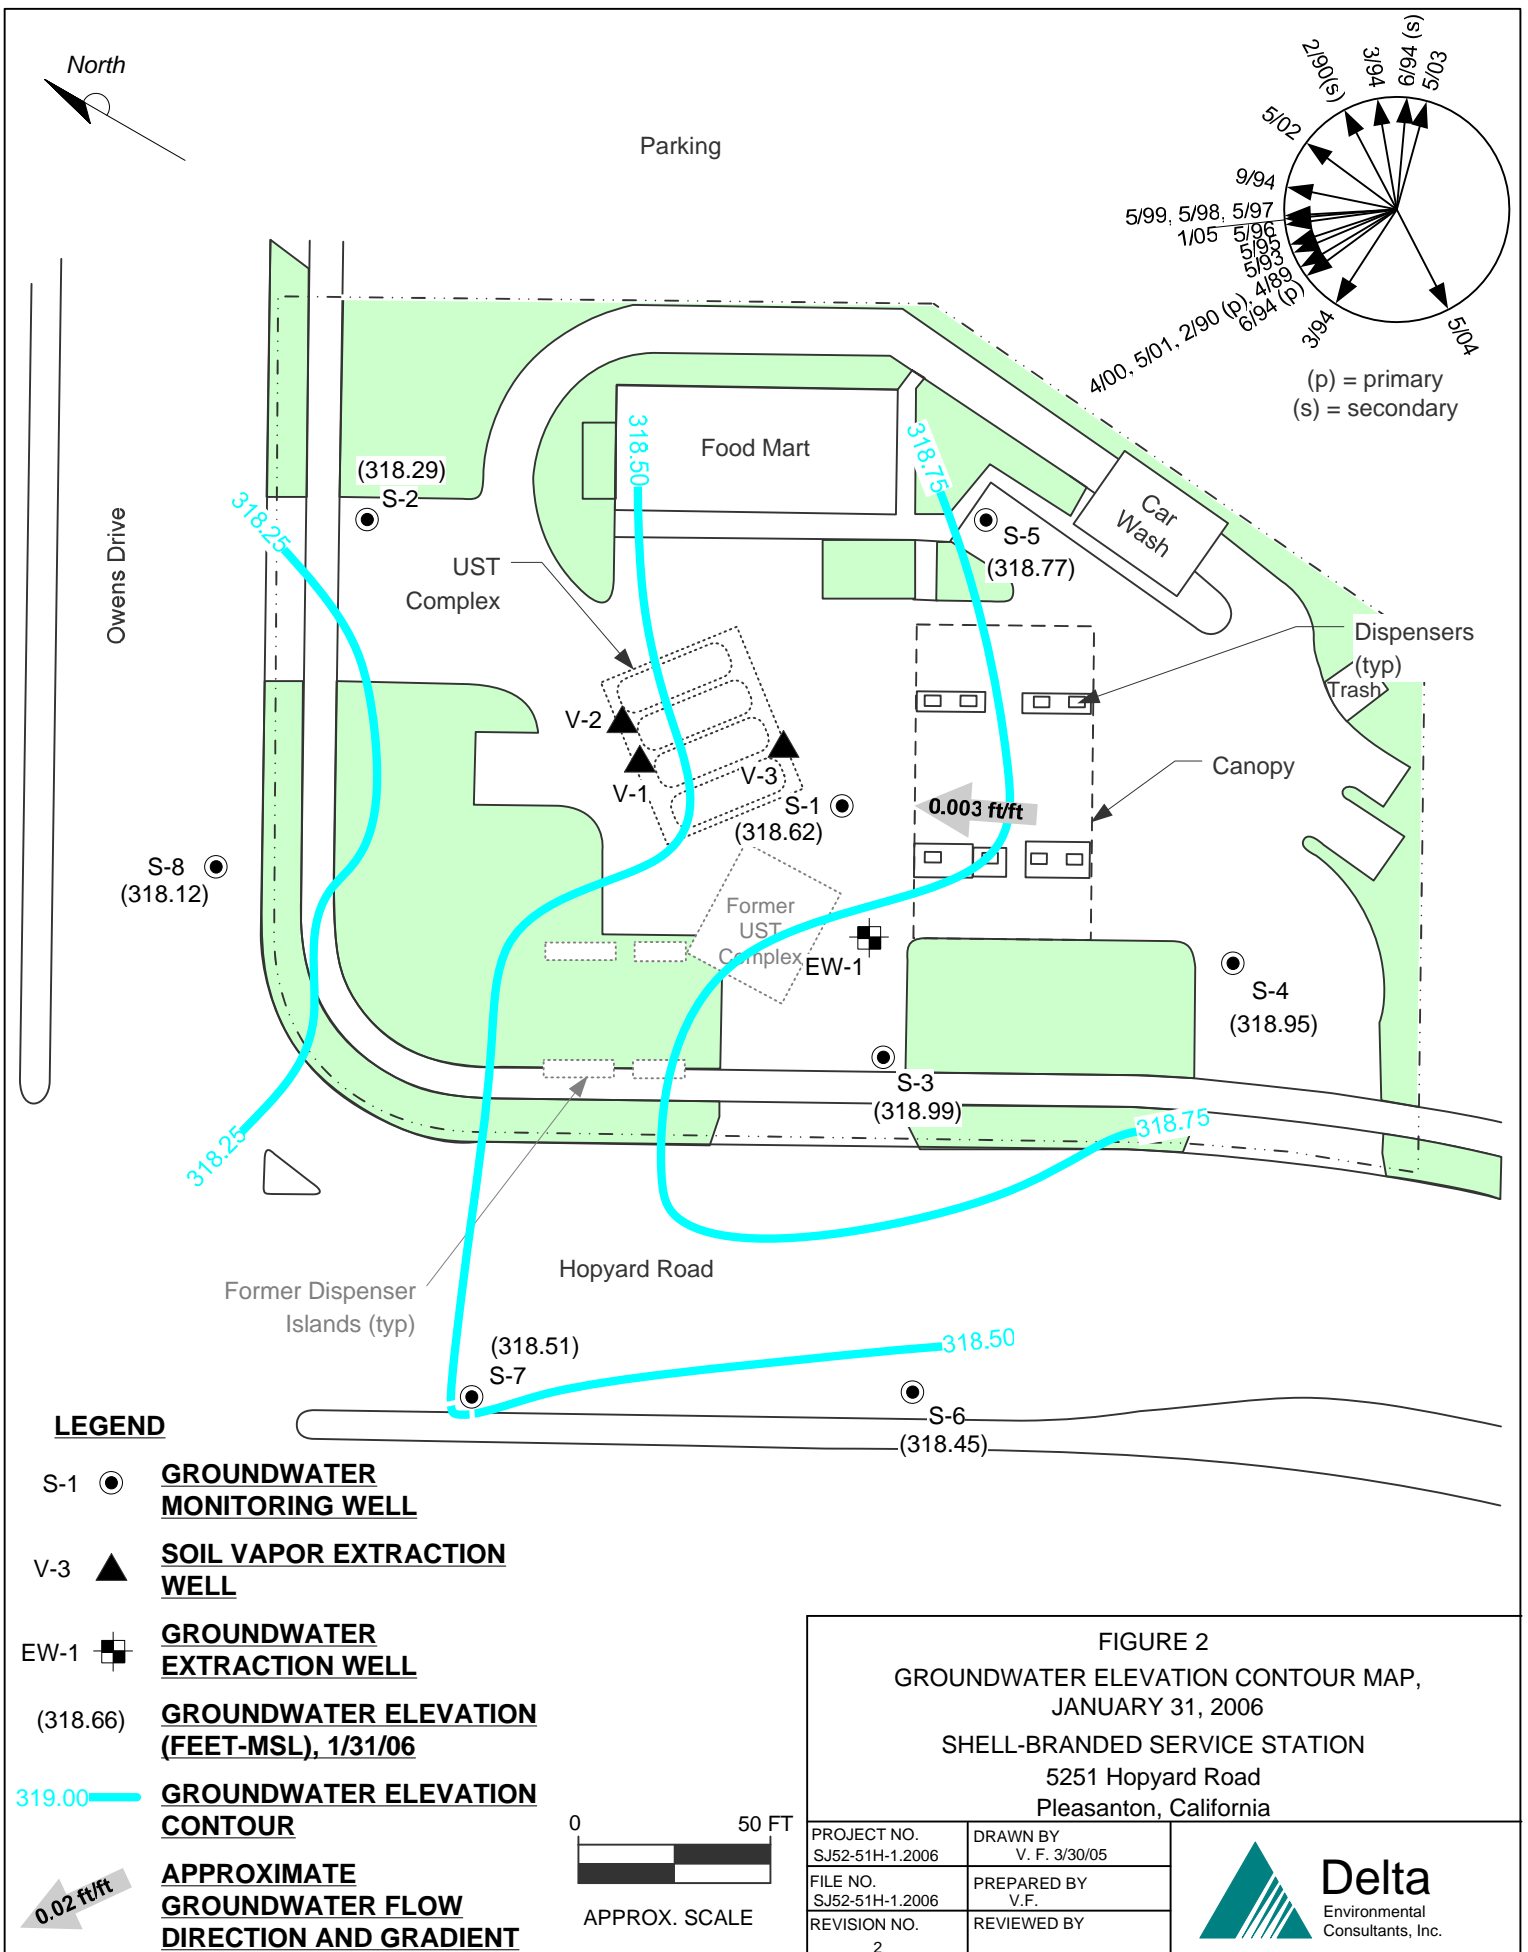 North
Parking
2/90(s)
3/94
6/94 (s)
5/03
5/02
9/94
5/99, 5/98, 5/97
1/05
5/96
5/95
5/93
4/00, 5/01, 2/90 (p), 4/89
6/94 (p)
3/94
5/04
(p) = primary
(s) = secondary
Owens Drive
(318.29)
S-2
318.25
318.50
Food Mart
318.75
Car
Wash
S-5
(318.77)
UST
Complex
Dispensers
(typ)
Trash
V-2
V-1
V-3
S-1
(318.62)
0.003 ft/ft
Canopy
S-8
(318.12)
Former
UST
Complex
EW-1
S-4
(318.95)
S-3
(318.99)
318.25
318.75
Hopyard Road
Former Dispenser
Islands (typ)
(318.51)
S-7
318.50
S-6
(318.45)
LEGEND
S-1
GROUNDWATER
MONITORING WELL
V-3
SOIL VAPOR EXTRACTION
WELL
EW-1
GROUNDWATER
EXTRACTION WELL
(318.66)
GROUNDWATER ELEVATION
(FEET-MSL), 1/31/06
319.00
GROUNDWATER ELEVATION
CONTOUR
0.02 ft/ft
APPROXIMATE
GROUNDWATER FLOW
DIRECTION AND GRADIENT
0 50 FT
APPROX. SCALE
FIGURE 2
GROUNDWATER ELEVATION CONTOUR MAP,
JANUARY 31, 2006
SHELL-BRANDED SERVICE STATION
5251 Hopyard Road
Pleasanton, California
PROJECT NO.
SJ52-51H-1.2006
DRAWN BY
V. F. 3/30/05
FILE NO.
SJ52-51H-1.2006
PREPARED BY
V.F.
REVISION NO.
2
REVIEWED BY
Delta
Environmental
Consultants, Inc.